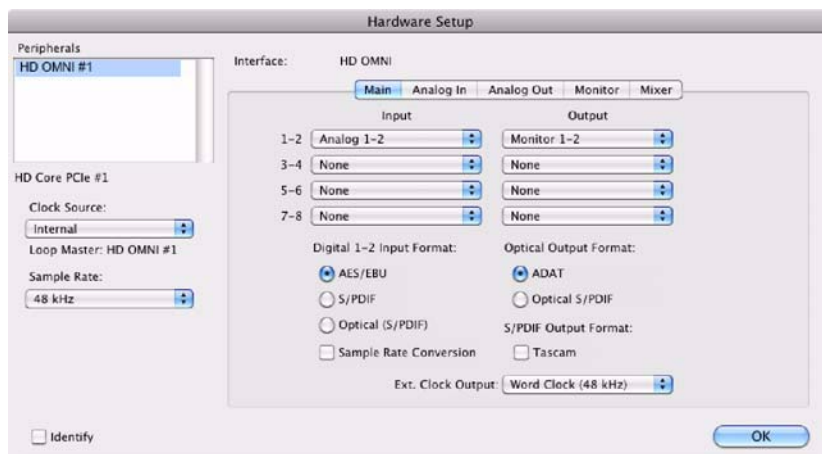 Hardware Setup
Peripherals
HD OMNI #1
HD Core PCIe #1
Clock Source:
Internal
Loop Master: HD OMNI #1
Sample Rate:
48 kHz
Identify
Interface: HD OMNI
Main Analog In Analog Out Monitor Mixer
Input Output
1-2 Analog 1-2 Monitor 1-2
3-4 None None
5-6 None None
7-8 None None
Digital 1-2 Input Format: Optical Output Format:
AES/EBU ADAT
S/PDIF Optical S/PDIF
Optical (S/PDIF) S/PDIF Output Format:
Sample Rate Conversion Tascam
Ext. Clock Output: Word Clock (48 kHz)
OK